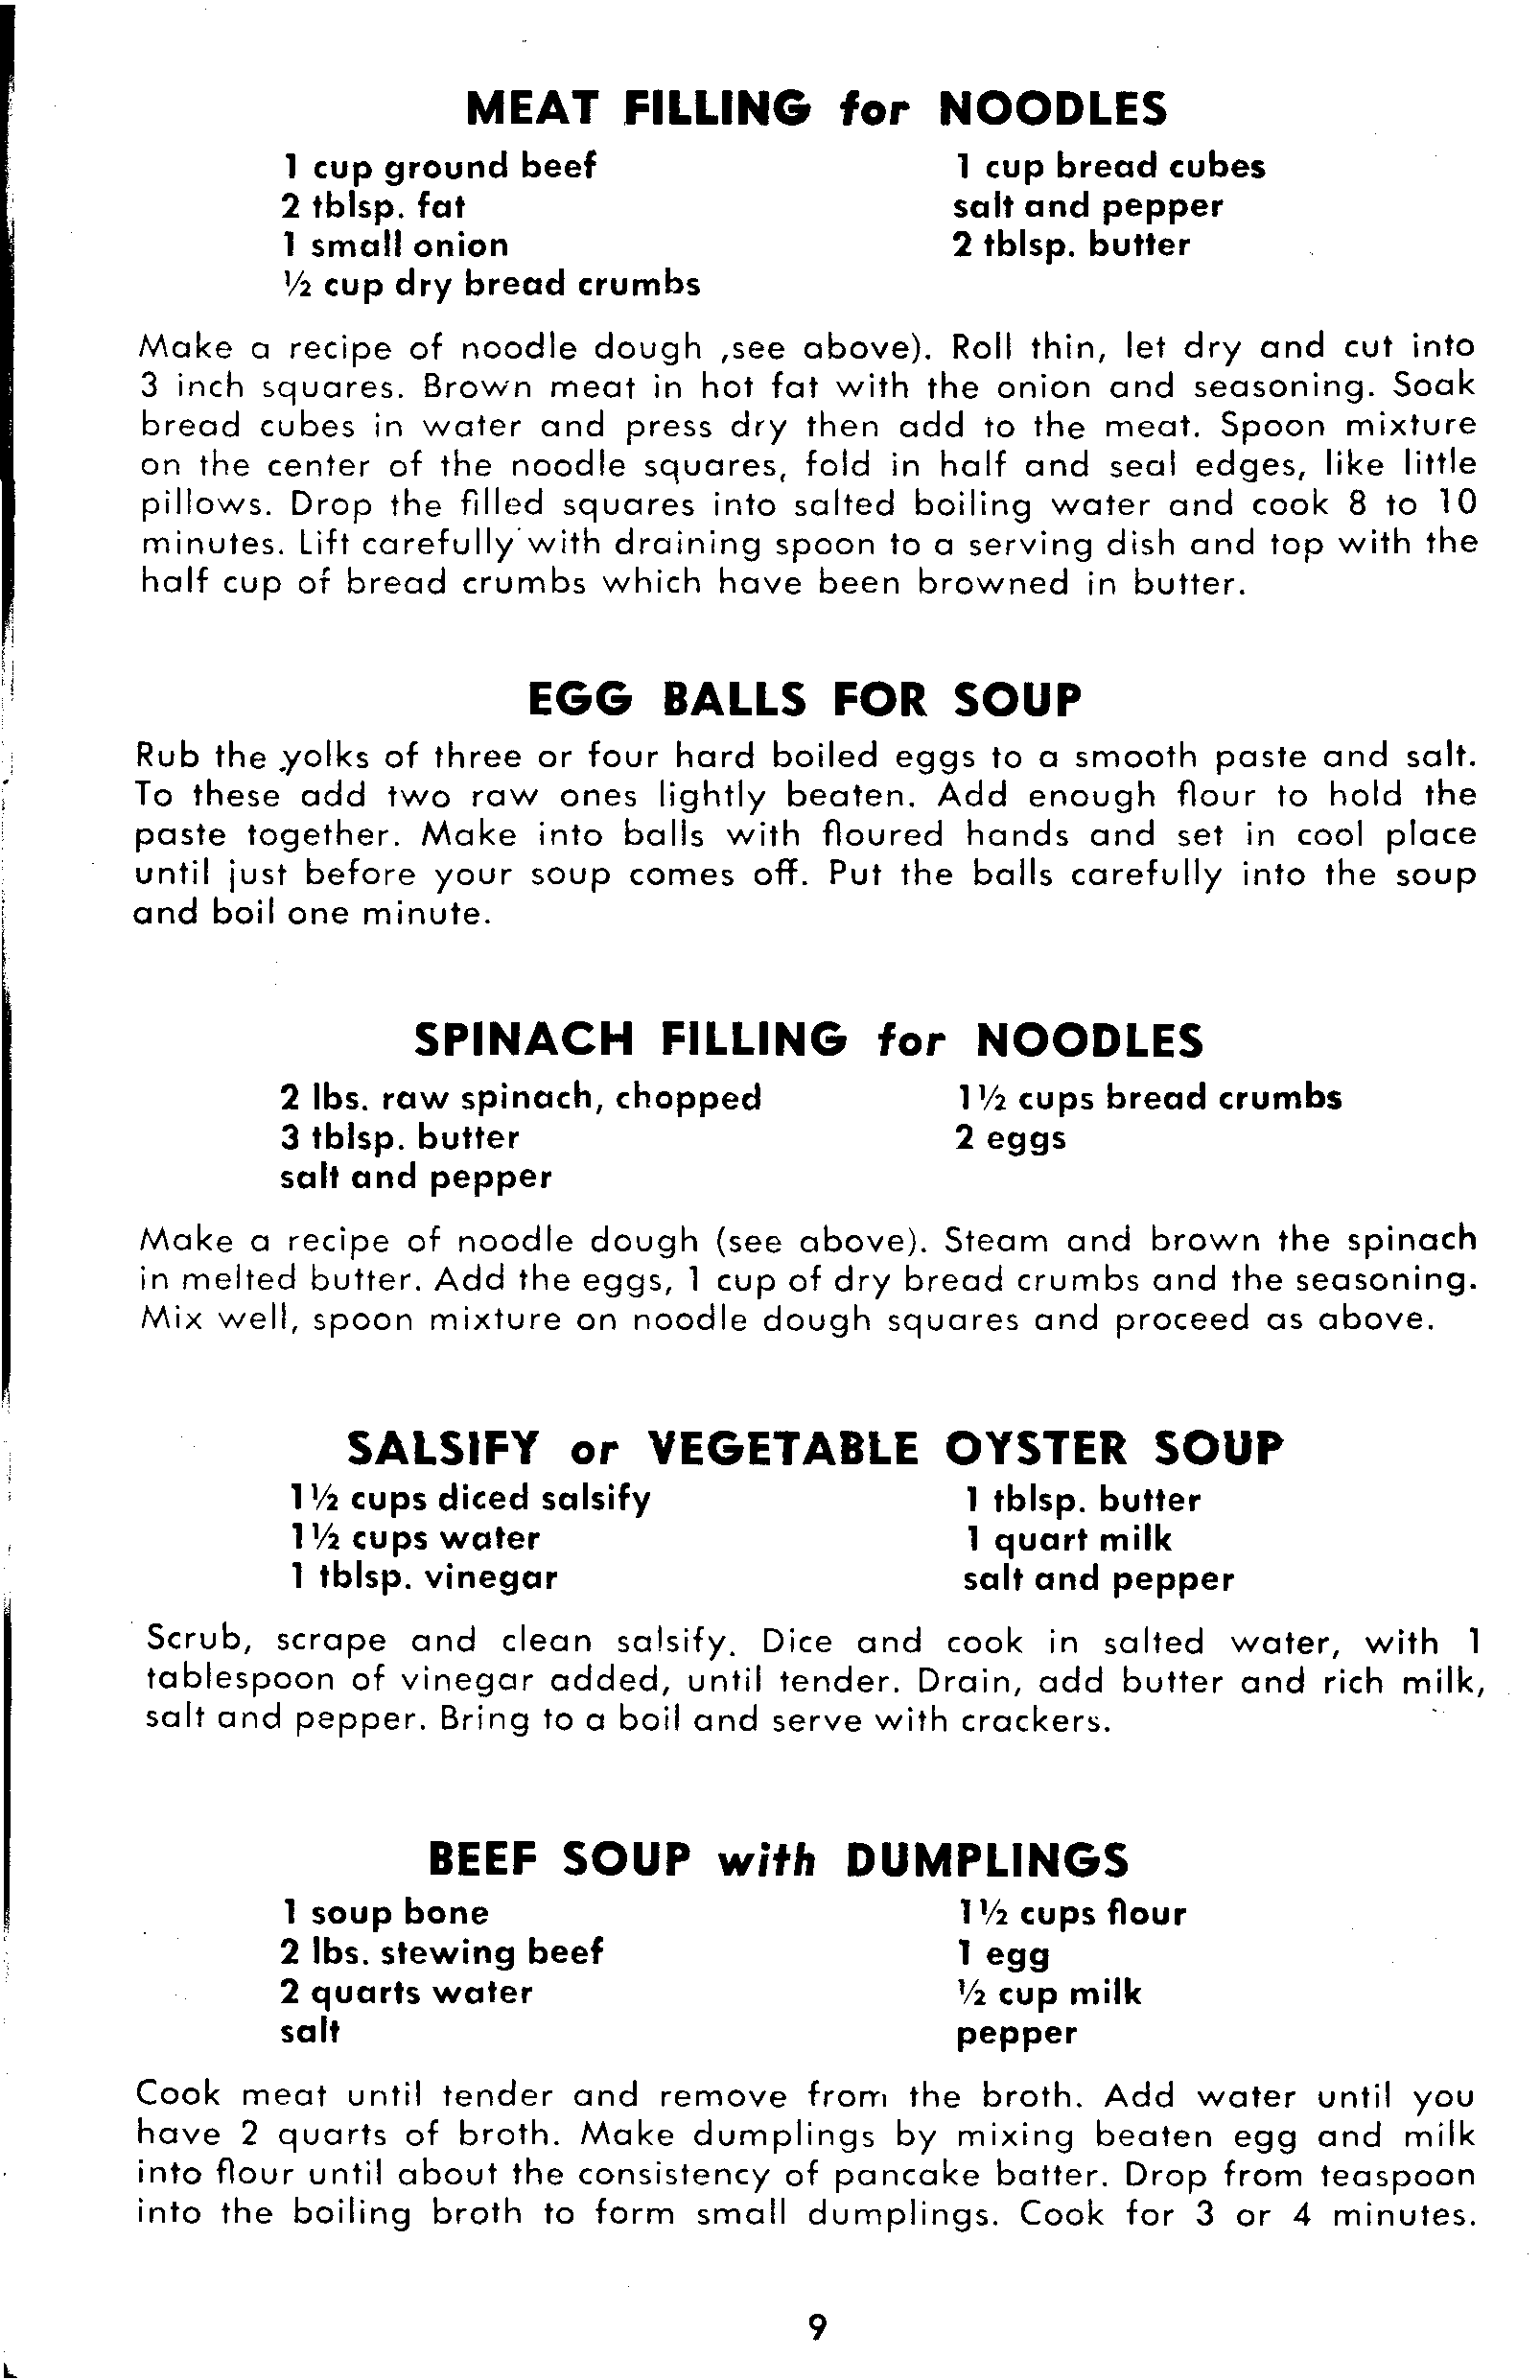 MEAT FILLING for NOODLES
1 cup ground beef
2 tblsp. fat
1 small onion
½ cup dry bread crumbs
1 cup bread cubes
salt and pepper
2 tblsp. butter
Make a recipe of noodle dough ,see above). Roll thin, let dry and cut into
3 inch squares. Brown meat in hot fat with the onion and seasoning. Soak
bread cubes in water and press dry then add to the meat. Spoon mixture
on the center of the noodle squares, fold in half and seal edges, like little
pillows. Drop the filled squares into salted boiling water and cook 8 to 10
minutes. Lift carefully with draining spoon to a serving dish and top with the
half cup of bread crumbs which have been browned in butter.
EGG BALLS FOR SOUP
Rub the yolks of three or four hard boiled eggs to a smooth paste and salt.
To these add two raw ones lightly beaten. Add enough flour to hold the
paste together. Make into balls with floured hands and set in cool place
until just before your soup comes off. Put the balls carefully into the soup
and boil one minute.
SPINACH FILLING for NOODLES
2 lbs. raw spinach, chopped
3 tblsp. butter
salt and pepper
1½ cups bread crumbs
2 eggs
Make a recipe of noodle dough (see above). Steam and brown the spinach
in melted butter. Add the eggs, 1 cup of dry bread crumbs and the seasoning.
Mix well, spoon mixture on noodle dough squares and proceed as above.
SALSIFY or VEGETABLE OYSTER SOUP
1½ cups diced salsify
1½ cups water
1 tblsp. vinegar
1 tblsp. butter
1 quart milk
salt and pepper
Scrub, scrape and clean salsify. Dice and cook in salted water, with 1
tablespoon of vinegar added, until tender. Drain, add butter and rich milk,
salt and pepper. Bring to a boil and serve with crackers.
BEEF SOUP with DUMPLINGS
1 soup bone
2 lbs. stewing beef
2 quarts water
salt
1½ cups flour
1 egg
½ cup milk
pepper
Cook meat until tender and remove from the broth. Add water until you
have 2 quarts of broth. Make dumplings by mixing beaten egg and milk
into flour until about the consistency of pancake batter. Drop from teaspoon
into the boiling broth to form small dumplings. Cook for 3 or 4 minutes.
9